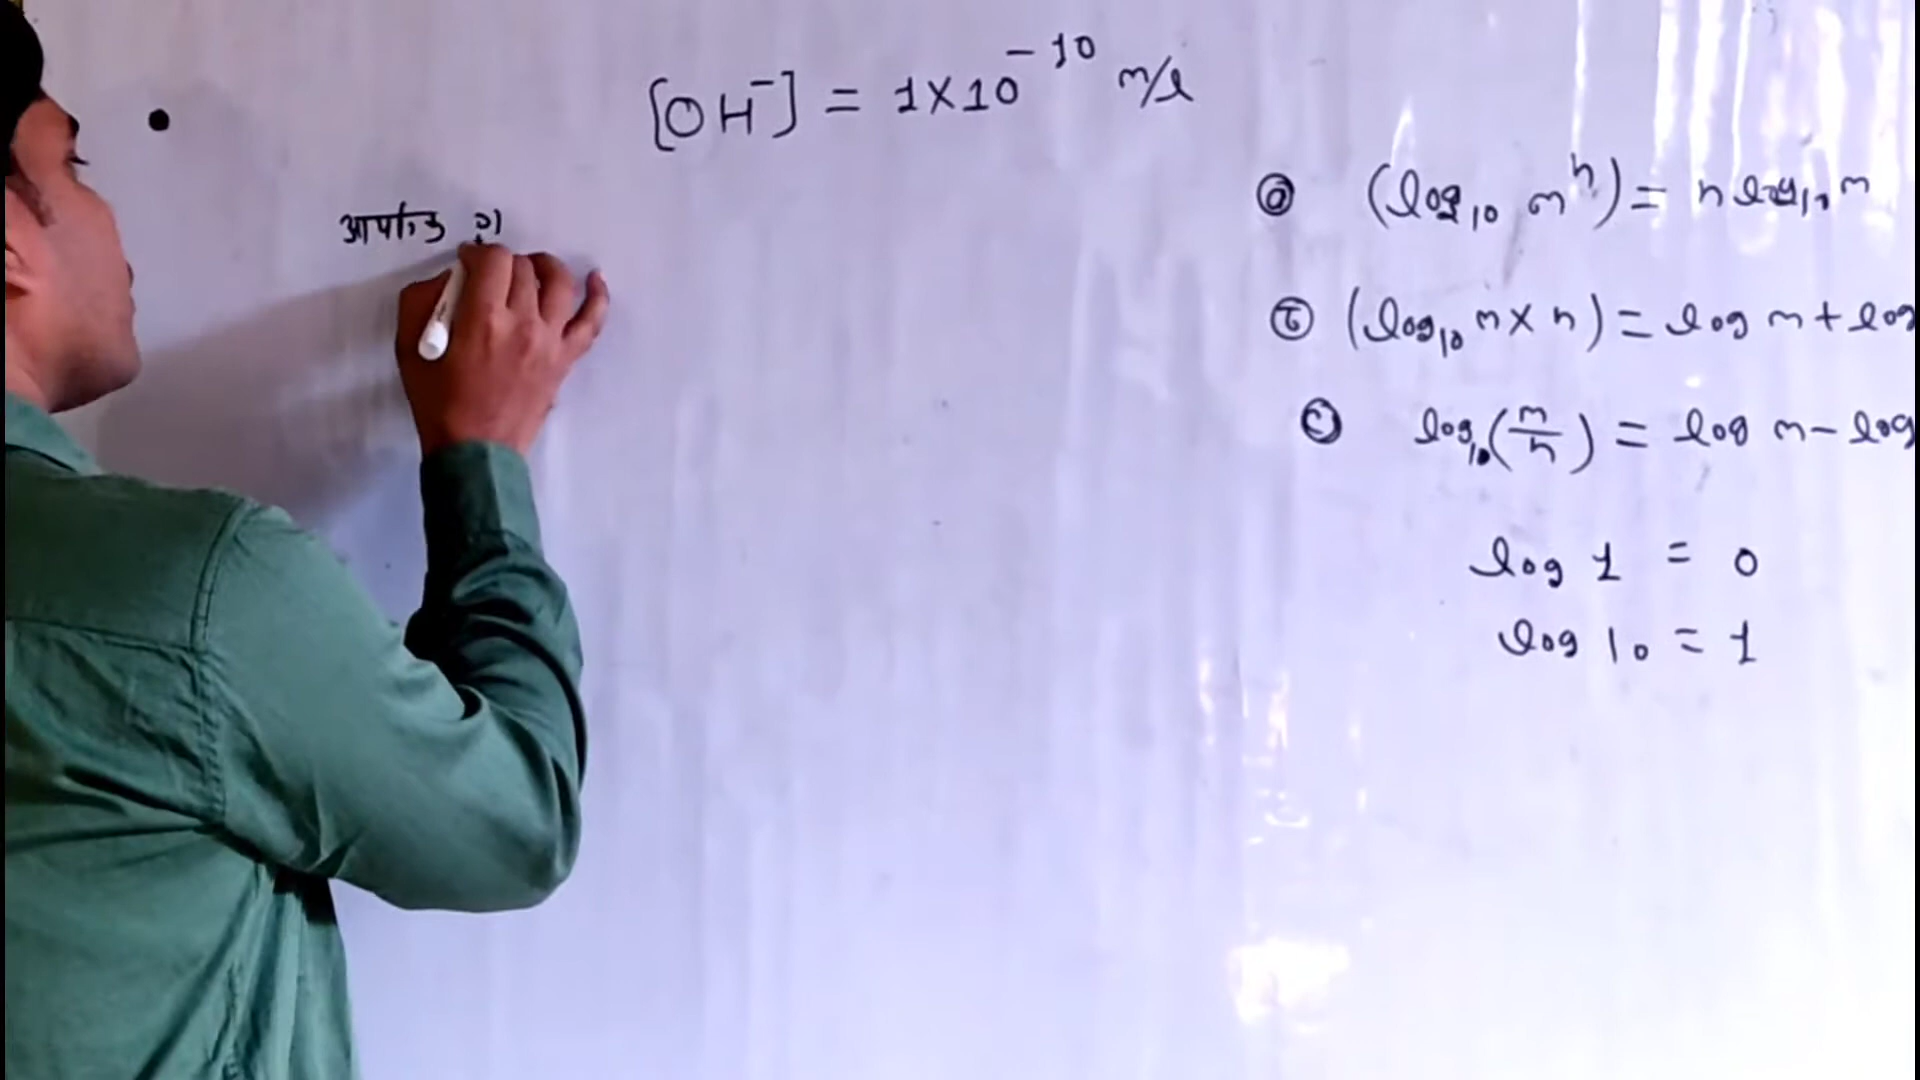 [OH⁻] = 1×10⁻¹⁰ m/l
ⓐ (log₁₀ mⁿ) = n log₁₀ m
ⓑ (log₁₀ m×n) = log m + log
ⓒ log₁₀(m/n) = log m − log
log 1 = 0
log 10 = 1